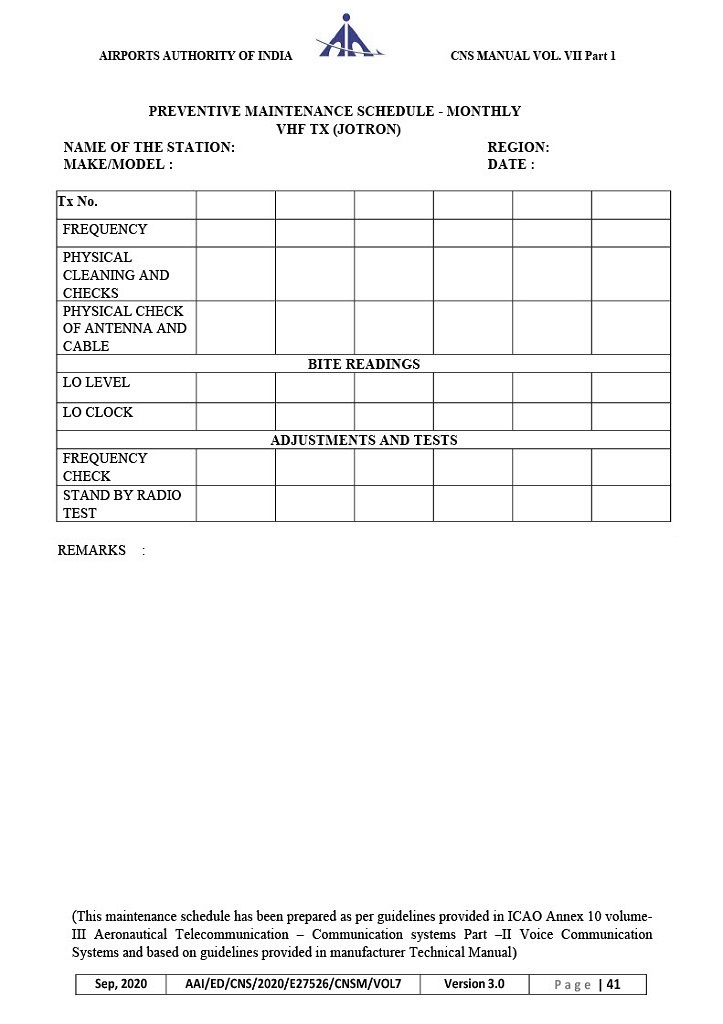 AIRPORTS AUTHORITY OF INDIA CNS MANUAL VOL. VII Part 1
PREVENTIVE MAINTENANCE SCHEDULE - MONTHLY
VHF TX (JOTRON)
NAME OF THE STATION: REGION:
MAKE/MODEL : DATE :
Tx No.
FREQUENCY
PHYSICAL
CLEANING AND
CHECKS
PHYSICAL CHECK
OF ANTENNA AND
CABLE
BITE READINGS
LO LEVEL
LO CLOCK
ADJUSTMENTS AND TESTS
FREQUENCY
CHECK
STAND BY RADIO
TEST
REMARKS :
(This maintenance schedule has been prepared as per guidelines provided in ICAO Annex 10 volume-
III Aeronautical Telecommunication – Communication systems Part –II Voice Communication
Systems and based on guidelines provided in manufacturer Technical Manual)
Sep, 2020 AAI/ED/CNS/2020/E27526/CNSM/VOL7 Version 3.0 Page | 41